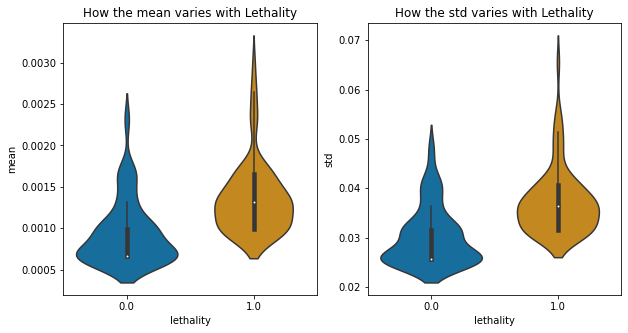 How the mean varies with Lethality
0.0030
0.0025
0.0020
0.0015
0.0010
0.0005
mean
0.0 1.0
lethality
How the std varies with Lethality
0.07
0.06
0.05
0.04
0.03
0.02
std
0.0 1.0
lethality